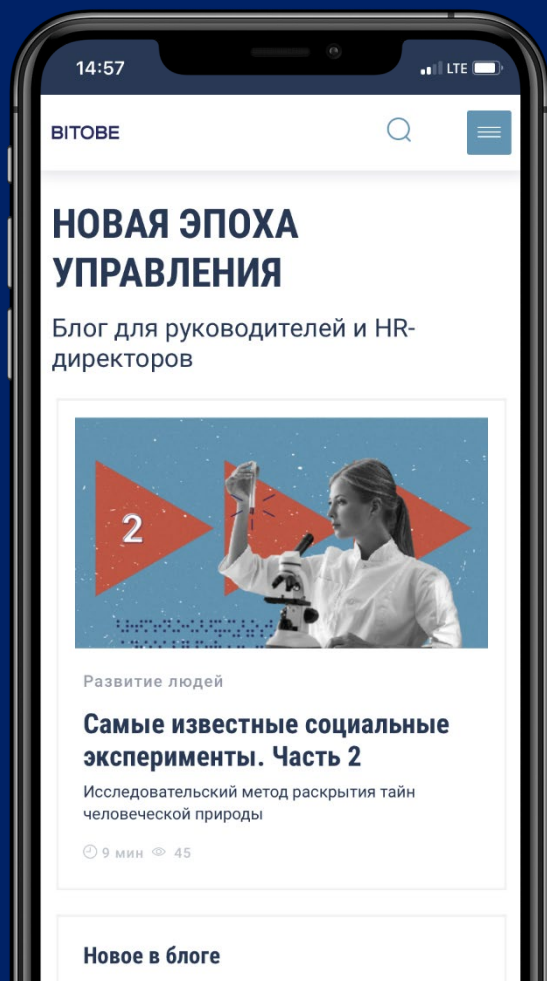 14:57
LTE
BITOBE
НОВАЯ ЭПОХА
УПРАВЛЕНИЯ
Блог для руководителей и HR-
директоров
2
Развитие людей
Самые известные социальные
эксперименты. Часть 2
Исследовательский метод раскрытия тайн
человеческой природы
9 мин 45
Новое в блоге